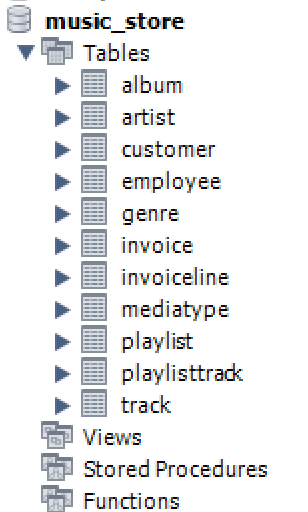 music_store
Tables
album
artist
customer
employee
genre
invoice
invoiceline
mediatype
playlist
playlisttrack
track
Views
Stored Procedures
Functions